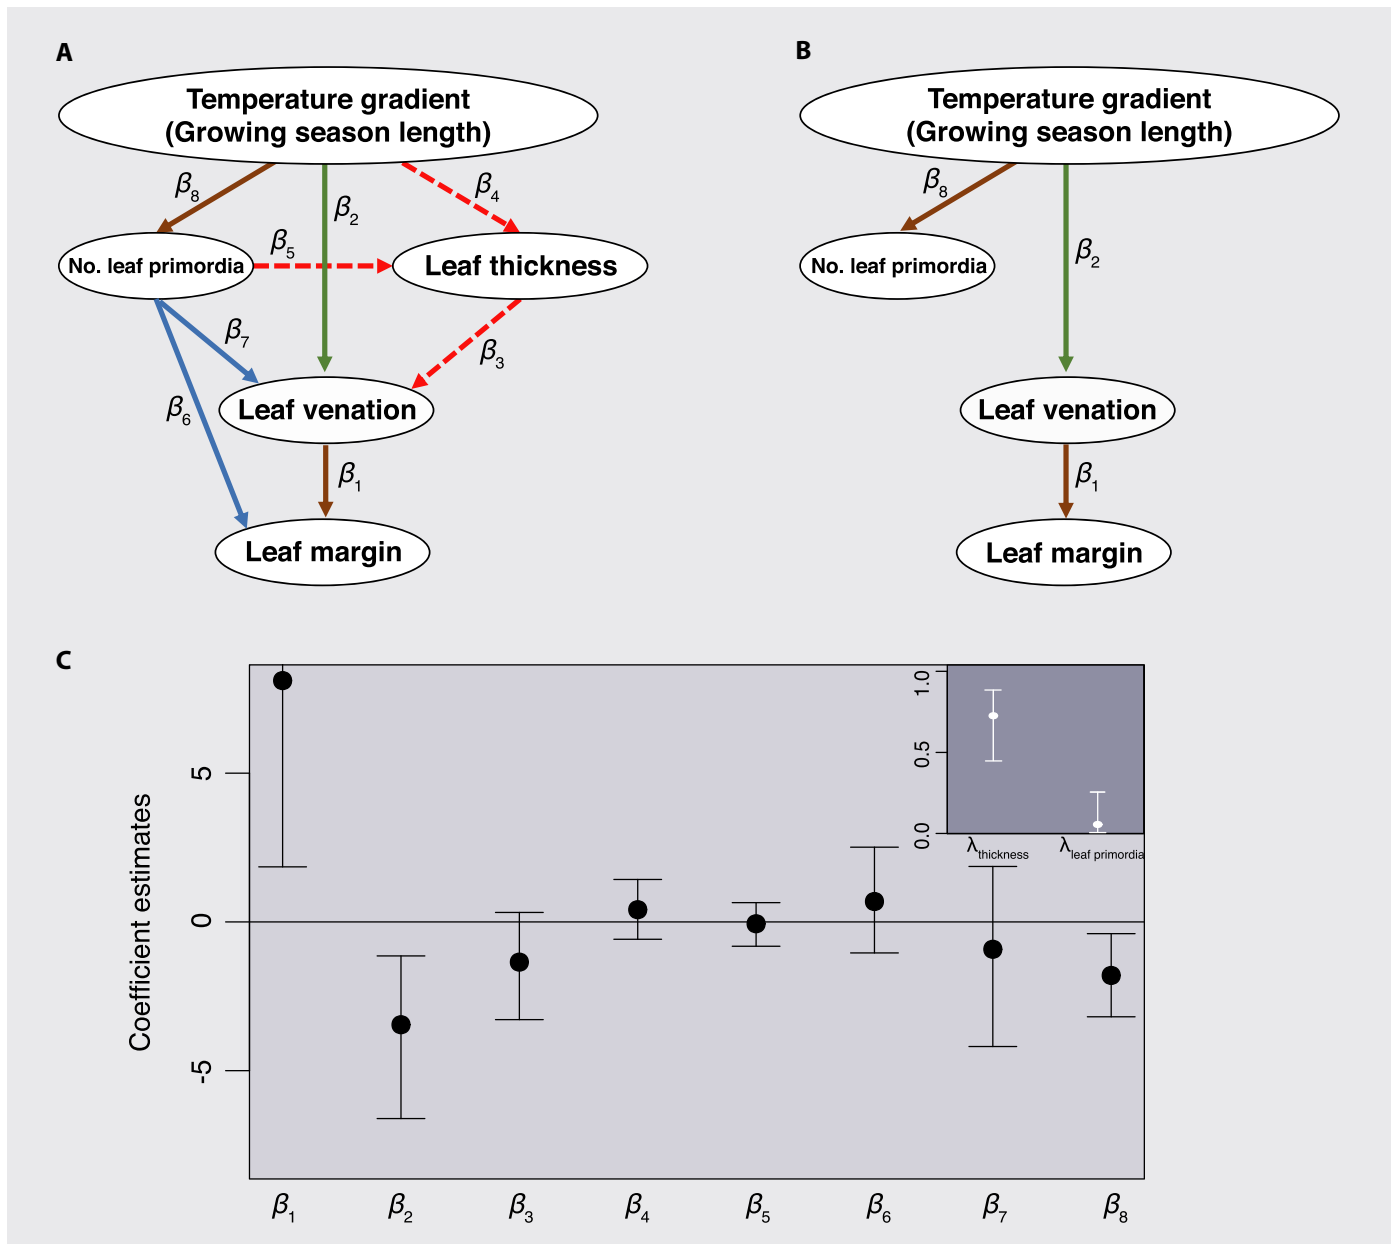 A
Temperature gradient
(Growing season length)
β8
β2
β4
β5
No. leaf primordia
Leaf thickness
β7
β3
β6
Leaf venation
β1
Leaf margin
B
Temperature gradient
(Growing season length)
β8
No. leaf primordia
β2
Leaf venation
β1
Leaf margin
C
Coefficient estimates
5
0
-5
1.0
0.5
0.0
λthickness
λleaf primordia
β1
β2
β3
β4
β5
β6
β7
β8